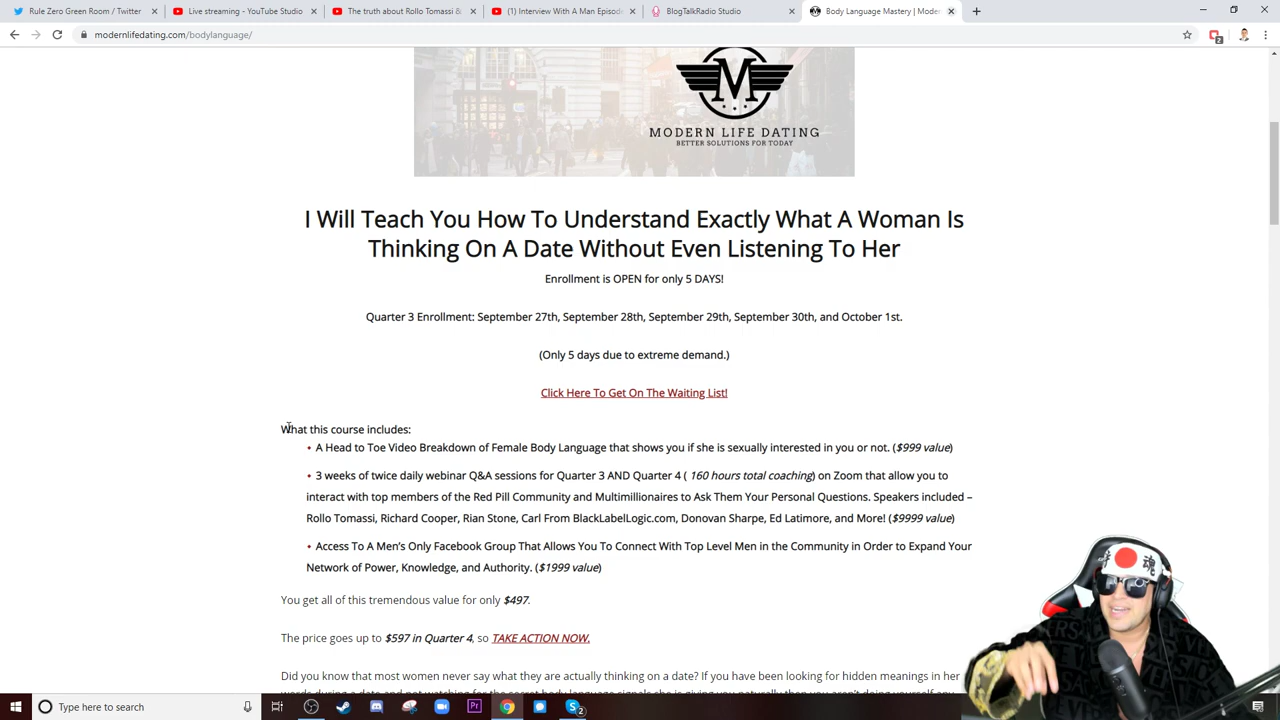 Rule Zero Green Room / Twitter
Live streaming - YouTube Studio
The truth about Rollo Tomassi &
(1) Interview With A Man Episode
BlogTalkRadio Studio
Body Language Mastery | Moder
modernlifedating.com/bodylanguage/
2
M
MODERN LIFE DATING
BETTER SOLUTIONS FOR TODAY
I Will Teach You How To Understand Exactly What A Woman Is
Thinking On A Date Without Even Listening To Her
Enrollment is OPEN for only 5 DAYS!
Quarter 3 Enrollment: September 27th, September 28th, September 29th, September 30th, and October 1st.
(Only 5 days due to extreme demand.)
Click Here To Get On The Waiting List!
What this course includes:
• A Head to Toe Video Breakdown of Female Body Language that shows you if she is sexually interested in you or not. ($999 value)
• 3 weeks of twice daily webinar Q&A sessions for Quarter 3 AND Quarter 4 ( 160 hours total coaching) on Zoom that allow you to
interact with top members of the Red Pill Community and Multimillionaires to Ask Them Your Personal Questions. Speakers included –
Rollo Tomassi, Richard Cooper, Rian Stone, Carl From BlackLabelLogic.com, Donovan Sharpe, Ed Latimore, and More! ($9999 value)
• Access To A Men's Only Facebook Group That Allows You To Connect With Top Level Men in the Community in Order to Expand Your
Network of Power, Knowledge, and Authority. ($1999 value)
You get all of this tremendous value for only $497.
The price goes up to $597 in Quarter 4, so TAKE ACTION NOW.
Did you know that most women never say what they are actually thinking on a date? If you have been looking for hidden meanings in her
魂
Type here to search
Pr
2